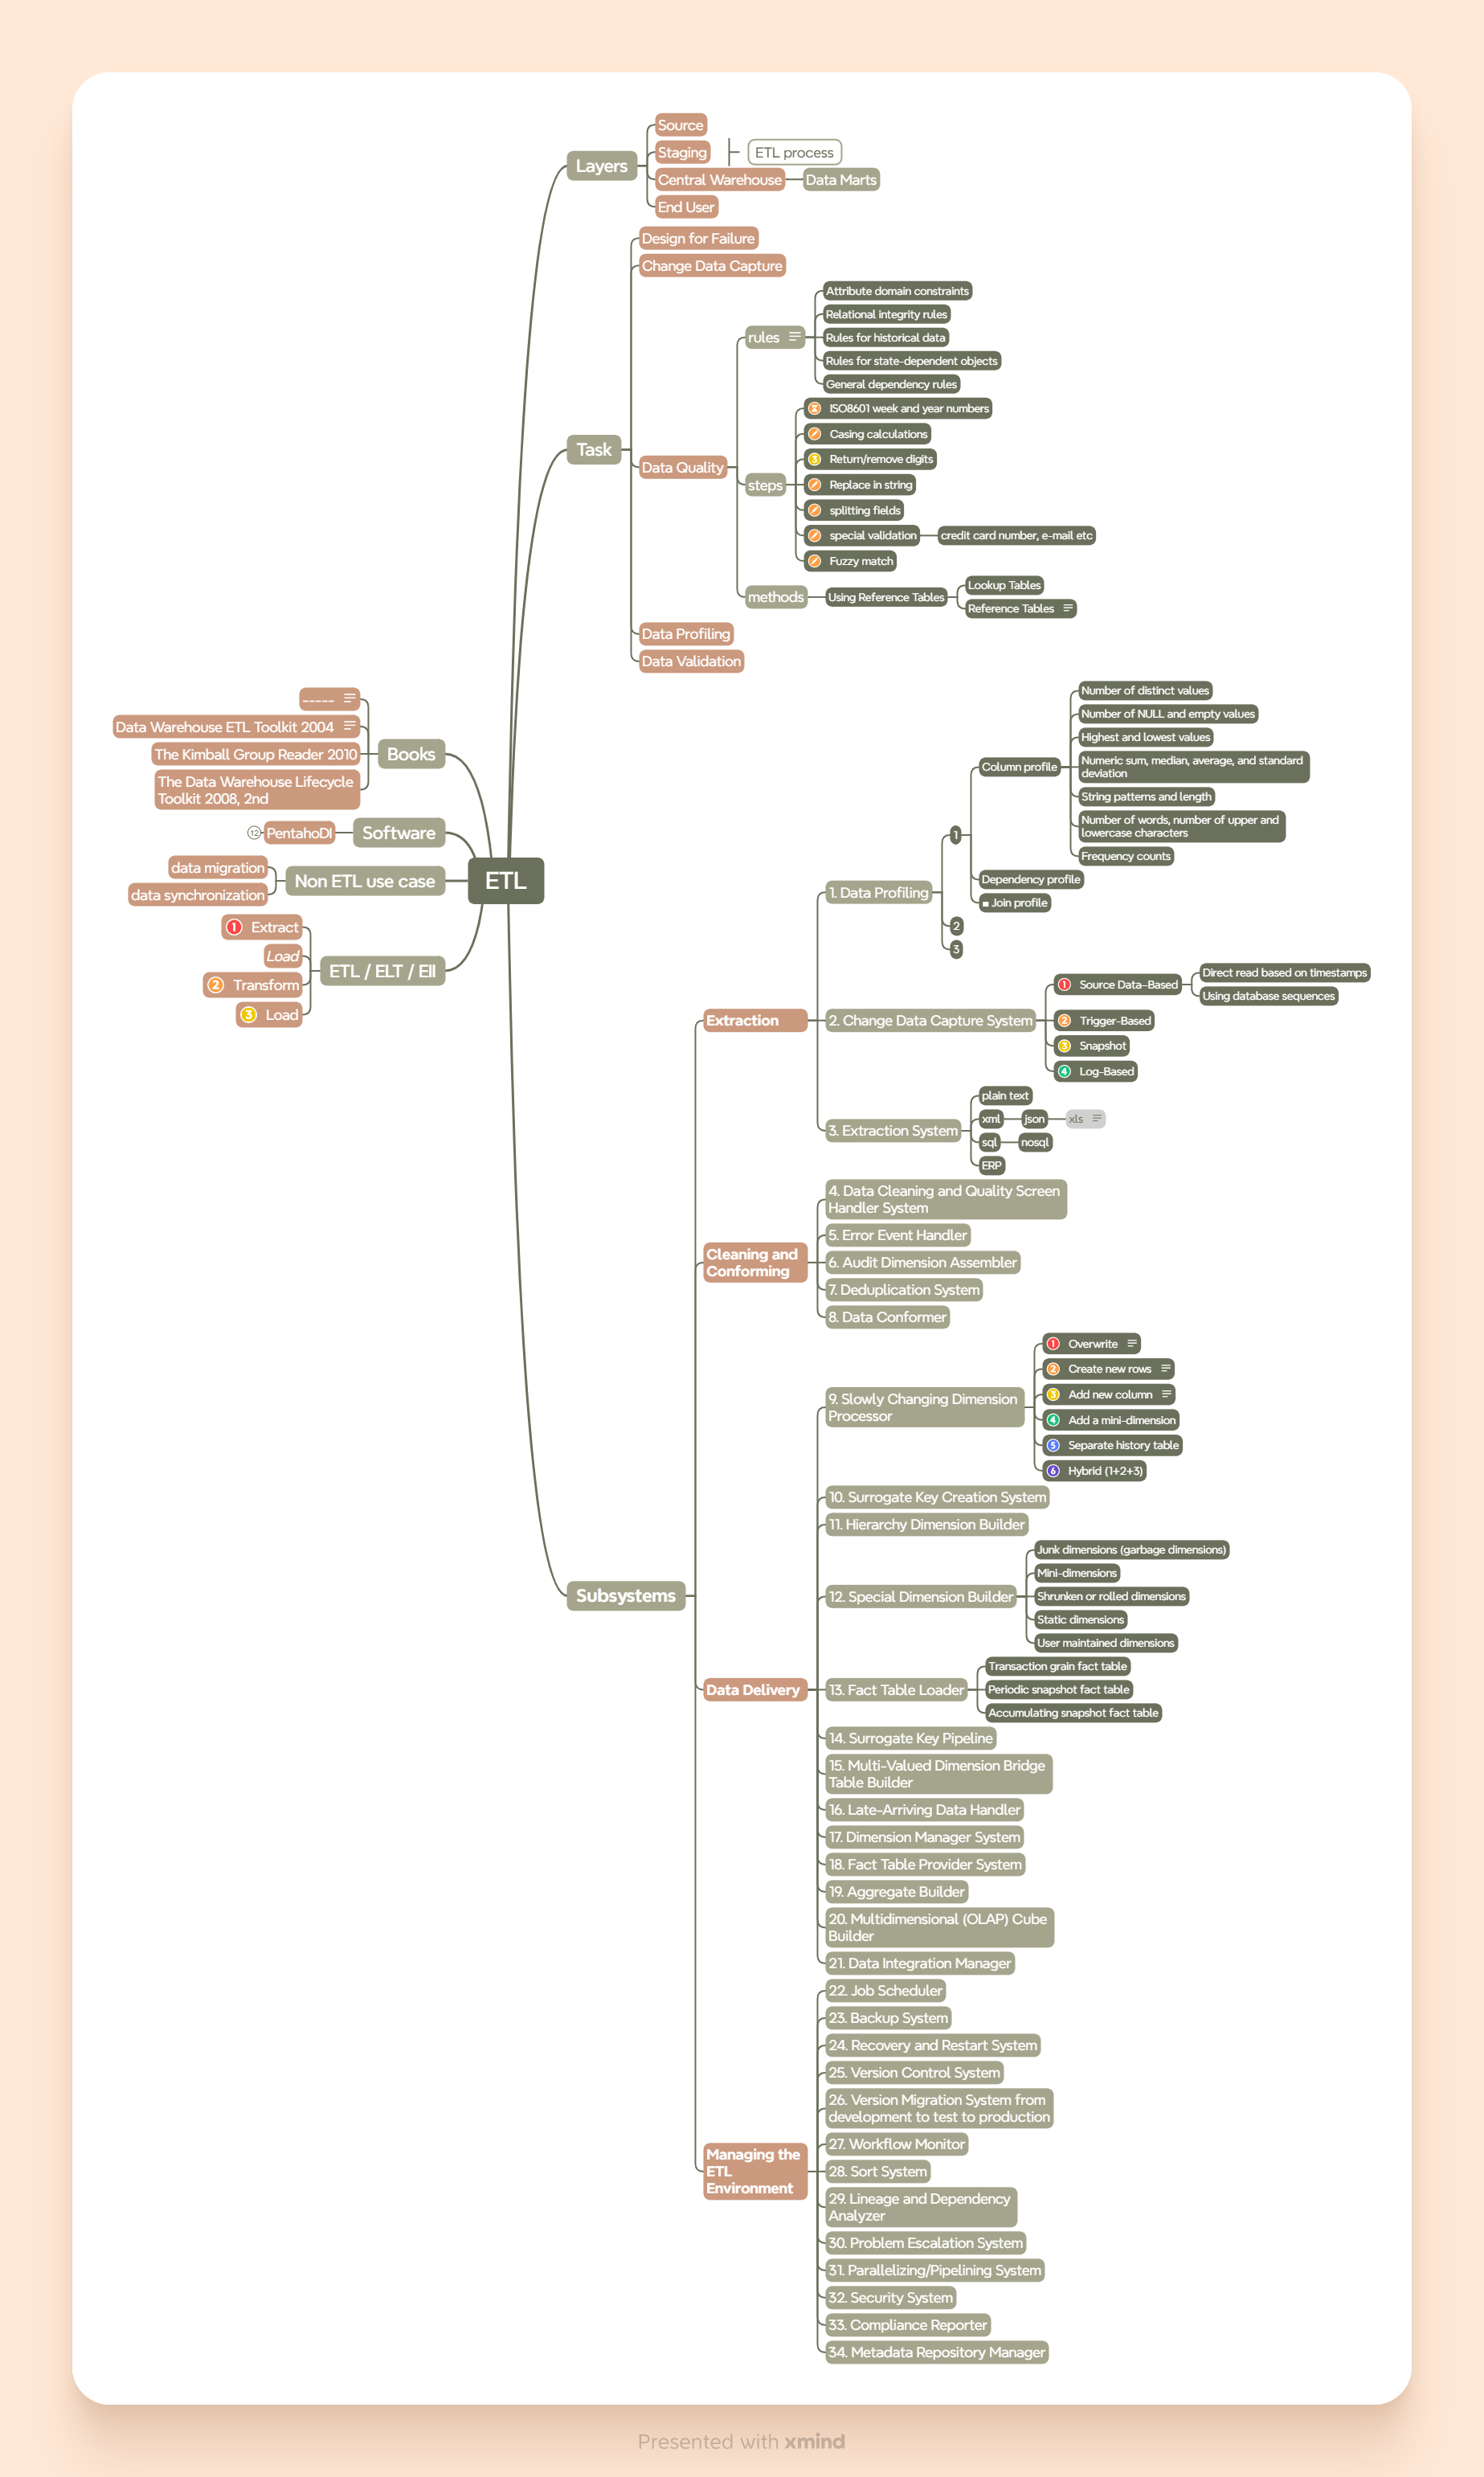 Source
Staging
ETL process
Layers
Central Warehouse
Data Marts
End User
Design for Failure
Change Data Capture
Attribute domain constraints
Relational integrity rules
rules
Rules for historical data
Rules for state-dependent objects
General dependency rules
ISO8601 week and year numbers
Casing calculations
Task
3 Return/remove digits
Data Quality
steps
Replace in string
splitting fields
special validation
credit card number, e-mail etc
Fuzzy match
methods
Using Reference Tables
Lookup Tables
Reference Tables
Data Profiling
Data Validation
-----
Data Warehouse ETL Toolkit 2004
Books
The Kimball Group Reader 2010
The Data Warehouse Lifecycle
Toolkit 2008, 2nd
12
PentahoDI
Software
data migration
Non ETL use case
data synchronization
ETL
1 Extract
Load
ETL / ELT / EII
2 Transform
3 Load
Number of distinct values
Number of NULL and empty values
Highest and lowest values
Column profile
Numeric sum, median, average, and standard
deviation
String patterns and length
Number of words, number of upper and
lowercase characters
Frequency counts
1
Dependency profile
1. Data Profiling
■ Join profile
2
3
Direct read based on timestamps
1 Source Data-Based
Using database sequences
Extraction
2. Change Data Capture System
2 Trigger-Based
3 Snapshot
4 Log-Based
plain text
xml
json
xls
3. Extraction System
sql
nosql
ERP
4. Data Cleaning and Quality Screen
Handler System
5. Error Event Handler
Cleaning and
Conforming
6. Audit Dimension Assembler
7. Deduplication System
8. Data Conformer
1 Overwrite
2 Create new rows
9. Slowly Changing Dimension
Processor
3 Add new column
4 Add a mini-dimension
5 Separate history table
6 Hybrid (1+2+3)
10. Surrogate Key Creation System
11. Hierarchy Dimension Builder
Junk dimensions (garbage dimensions)
Mini-dimensions
Subsystems
12. Special Dimension Builder
Shrunken or rolled dimensions
Static dimensions
User maintained dimensions
Transaction grain fact table
Data Delivery
13. Fact Table Loader
Periodic snapshot fact table
Accumulating snapshot fact table
14. Surrogate Key Pipeline
15. Multi-Valued Dimension Bridge
Table Builder
16. Late-Arriving Data Handler
17. Dimension Manager System
18. Fact Table Provider System
19. Aggregate Builder
20. Multidimensional (OLAP) Cube
Builder
21. Data Integration Manager
22. Job Scheduler
23. Backup System
24. Recovery and Restart System
25. Version Control System
26. Version Migration System from
development to test to production
27. Workflow Monitor
Managing the
ETL
Environment
28. Sort System
29. Lineage and Dependency
Analyzer
30. Problem Escalation System
31. Parallelizing/Pipelining System
32. Security System
33. Compliance Reporter
34. Metadata Repository Manager
Presented with xmind